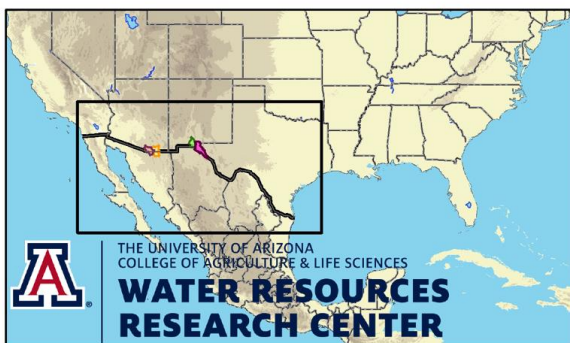 A
®
THE UNIVERSITY OF ARIZONA
COLLEGE OF AGRICULTURE & LIFE SCIENCES
WATER RESOURCES
RESEARCH CENTER